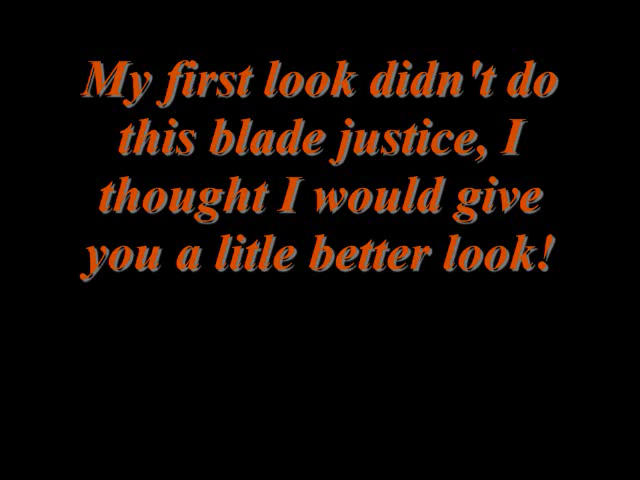 My first look didn't do
this blade justice, I
thought I would give
you a litle better look!